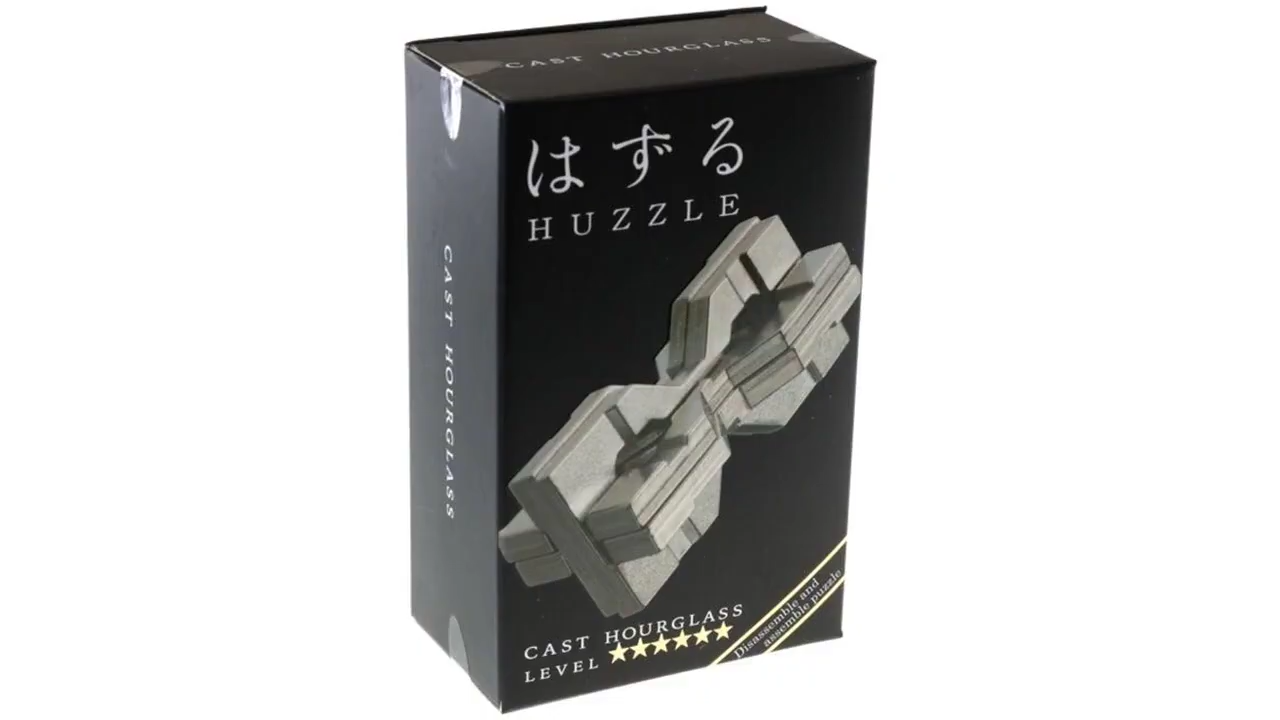 CAST HOURGLASS
はずる
HUZZLE
CAST HOURGLASS
CAST HOURGLASS
LEVEL ★★★★★★
Disassemble and
assemble puzzle